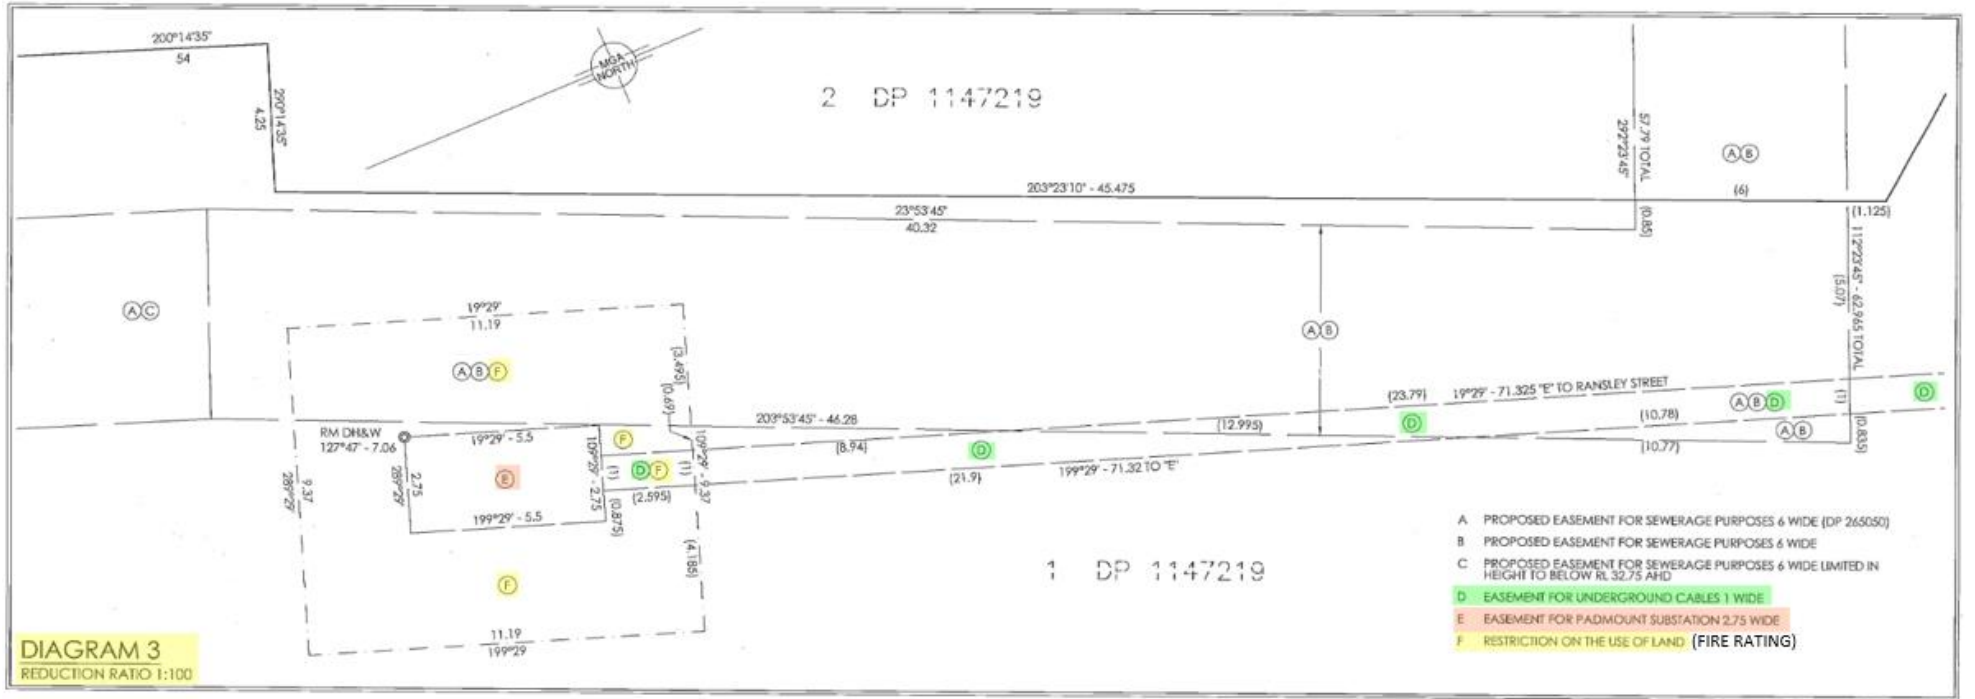 200°14'35"
54
290°14'35"
4.25
MGA
NORTH
2 DP 1147219
57.79 TOTAL
292°23'45"
(A)(B)
(6)
203°23'10" - 45.475
23°53'45"
40.32
(0.85)
(1.125)
112°23'45" - 62.965 TOTAL
(5.07)
(A)(C)
19°29'
11.19
(A)(B)(F)
(3.495)
(0.69)
(A)(B)
203°53'45" - 46.28
(23.79)
19°29' - 71.325 "E" TO RANSLEY STREET
(A)(B)(D)
(D)
(1)
(10.78)
(A)(B)
(0.835)
(10.77)
(12.995)
(D)
RM DH&W
127°47' - 7.06
19°29' - 5.5
(F)
(8.94)
(D)
109°29' - 2.75
(1)
(D)(F)
(1)
109°29' - 9.37
289°29'
9.37
289°29'
2.75
(E)
(2.595)
(21.9)
199°29' - 71.32 TO 'E'
199°29' - 5.5
(0.875)
(4.185)
(F)
1 DP 1147219
11.19
199°29
A PROPOSED EASEMENT FOR SEWERAGE PURPOSES 6 WIDE (DP 265050)
B PROPOSED EASEMENT FOR SEWERAGE PURPOSES 6 WIDE
C PROPOSED EASEMENT FOR SEWERAGE PURPOSES 6 WIDE LIMITED IN
HEIGHT TO BELOW RL 32.75 AHD
D EASEMENT FOR UNDERGROUND CABLES 1 WIDE
E EASEMENT FOR PADMOUNT SUBSTATION 2.75 WIDE
F RESTRICTION ON THE USE OF LAND (FIRE RATING)
DIAGRAM 3
REDUCTION RATIO 1:100